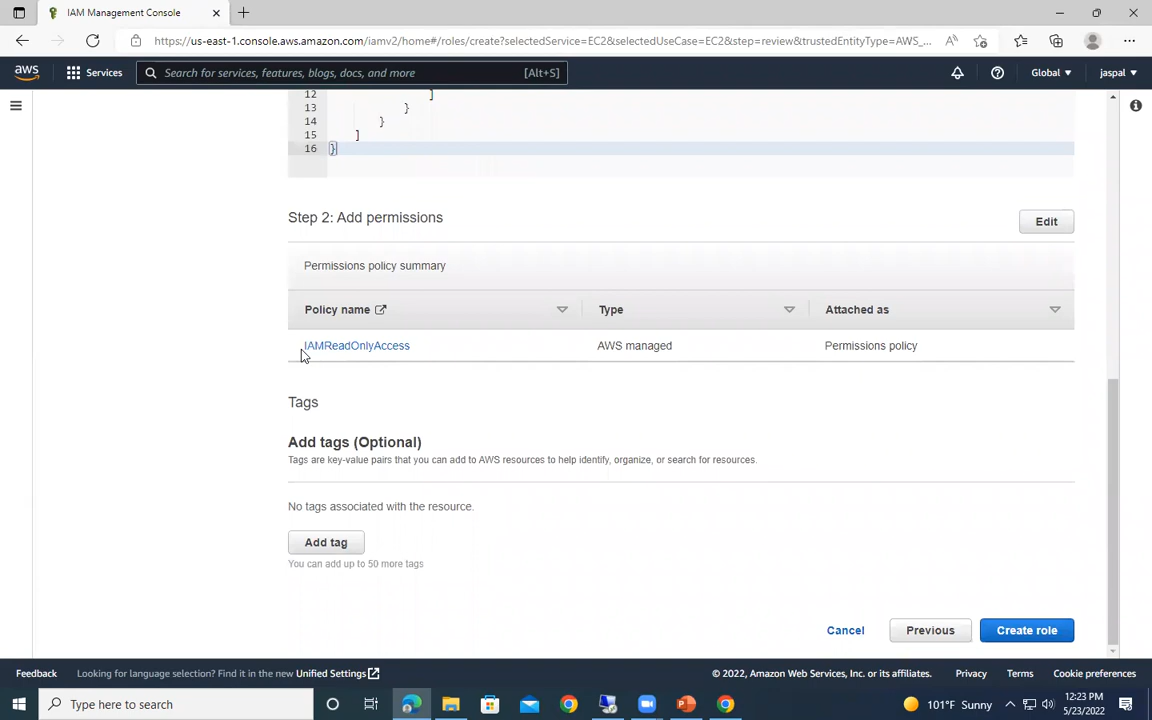 IAM Management Console
https://us-east-1.console.aws.amazon.com/iamv2/home#/roles/create?selectedService=EC2&selectedUseCase=EC2&step=review&trustedEntityType=AWS_...
aws
Services
Search for services, features, blogs, docs, and more
[Alt+S]
Global
jaspal
12 ]
13 }
14 }
15 ]
16 }
Step 2: Add permissions
Edit
Permissions policy summary
Policy name
Type
Attached as
IAMReadOnlyAccess
AWS managed
Permissions policy
Tags
Add tags (Optional)
Tags are key-value pairs that you can add to AWS resources to help identify, organize, or search for resources.
No tags associated with the resource.
Add tag
You can add up to 50 more tags
Cancel
Previous
Create role
Feedback
Looking for language selection? Find it in the new Unified Settings
© 2022, Amazon Web Services, Inc. or its affiliates.
Privacy
Terms
Cookie preferences
Type here to search
101°F Sunny
12:23 PM
5/23/2022